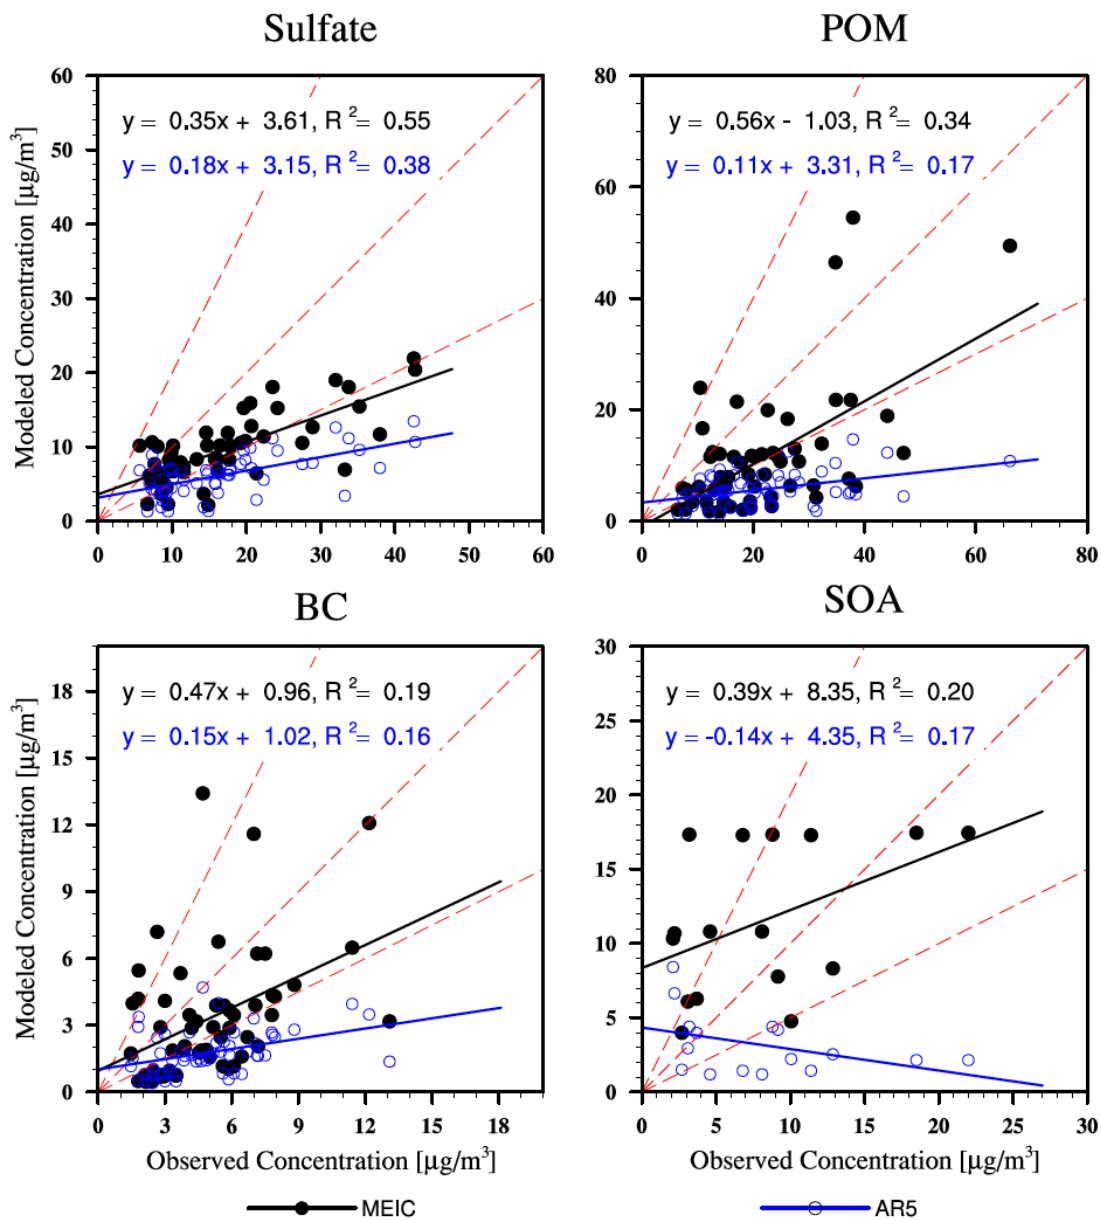 Sulfate
POM
Modeled Concentration [µg/m³]
60
50
40
30
20
10
0
y = 0.35x + 3.61, R ²= 0.55
y = 0.18x + 3.15, R ²= 0.38
0 10 20 30 40 50 60
80
60
40
20
0
y = 0.56x - 1.03, R ²= 0.34
y = 0.11x + 3.31, R ²= 0.17
0 20 40 60 80
BC
SOA
Modeled Concentration [µg/m³]
18
15
12
9
6
3
0
y = 0.47x + 0.96, R ²= 0.19
y = 0.15x + 1.02, R ²= 0.16
0 3 6 9 12 15 18
Observed Concentration [µg/m³]
30
25
20
15
10
5
0
y = 0.39x + 8.35, R ²= 0.20
y = -0.14x + 4.35, R ²= 0.17
0 5 10 15 20 25 30
Observed Concentration [µg/m³]
MEIC
AR5